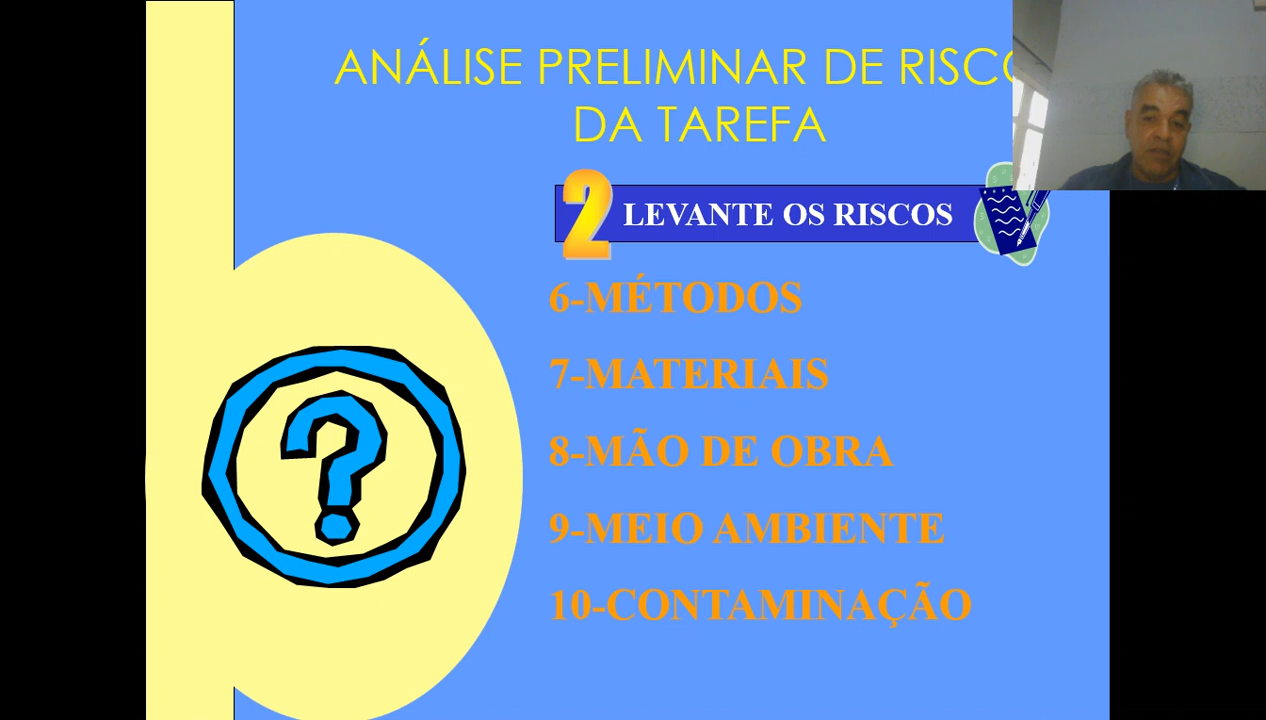 ANÁLISE PRELIMINAR DE RISCO
DA TAREFA
2 LEVANTE OS RISCOS
6-MÉTODOS
7-MATERIAIS
8-MÃO DE OBRA
9-MEIO AMBIENTE
10-CONTAMINAÇÃO